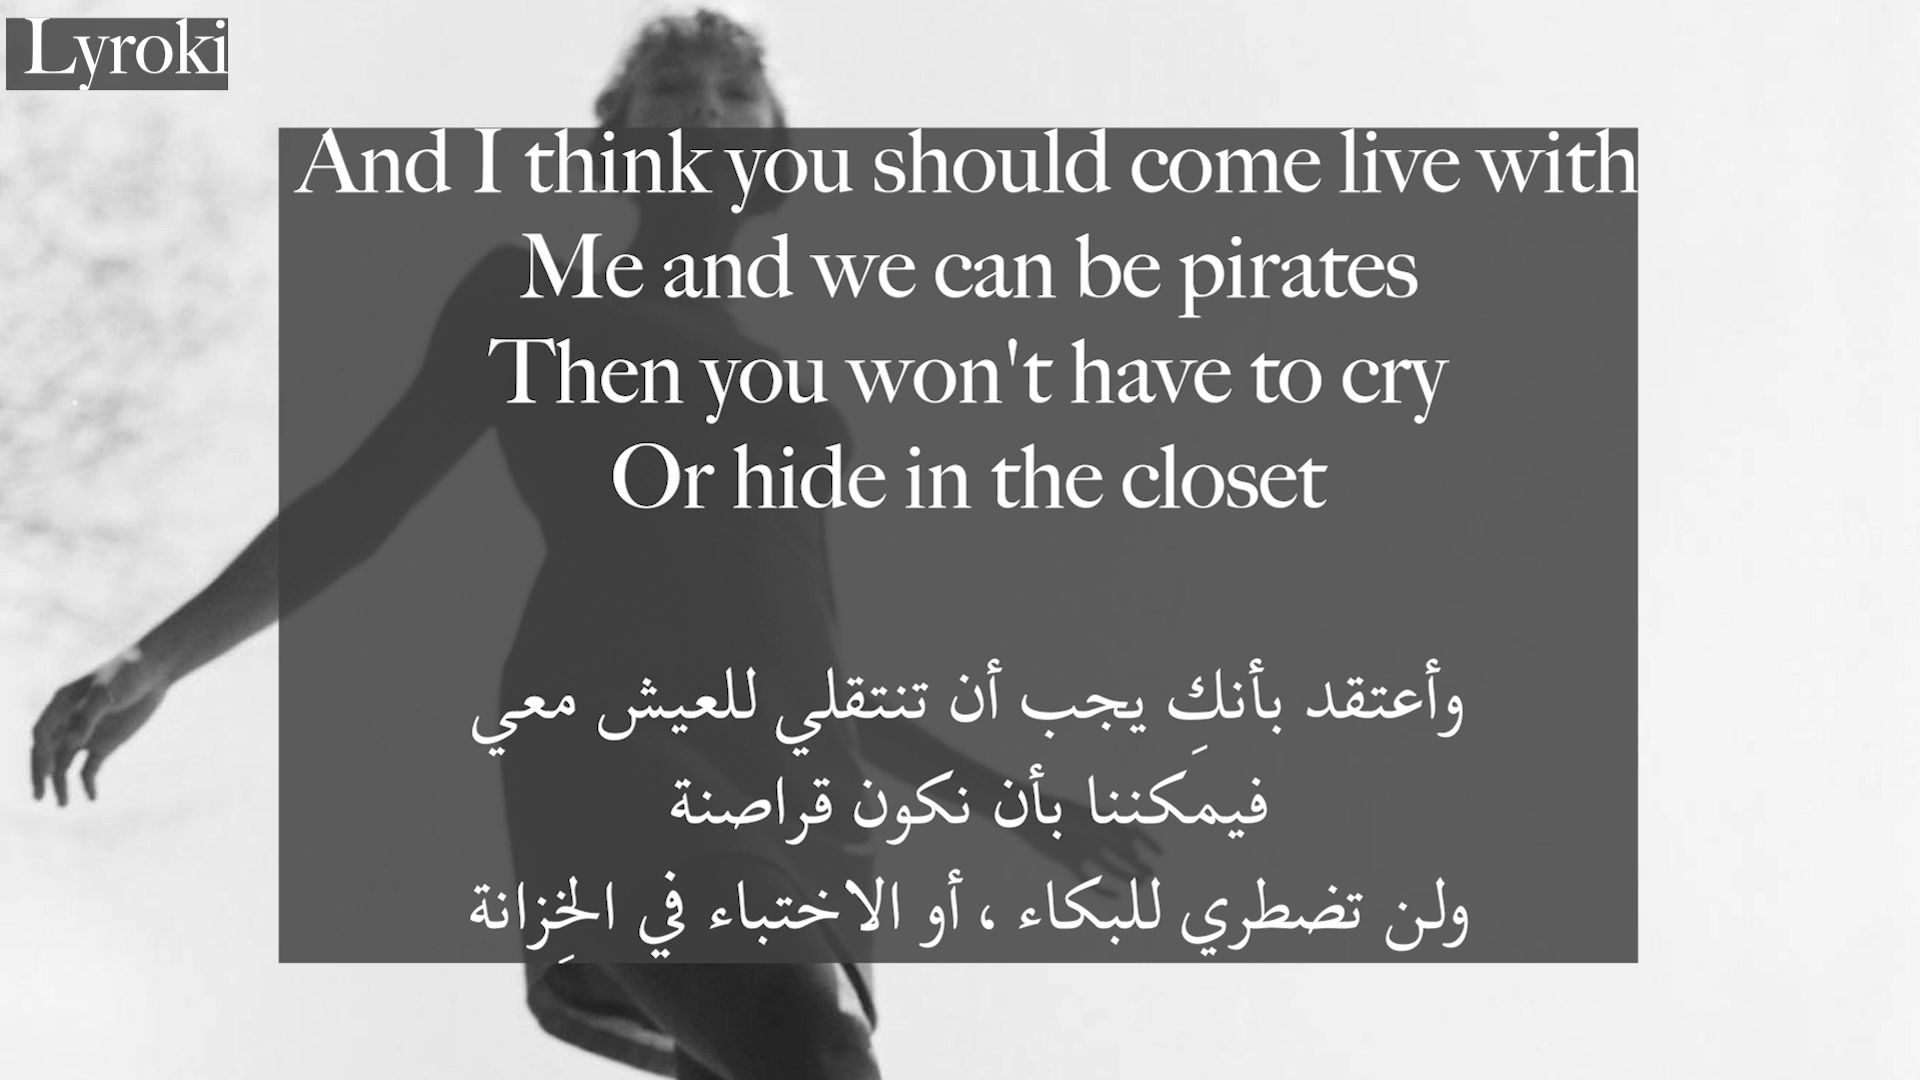 Lyroki
And I think you should come live with
Me and we can be pirates
Then you won't have to cry
Or hide in the closet
وأعتقد بأنكِ يجب أن تنتقلي للعيش معي
فيمكننا بأن نكون قراصنة
ولن تضطري للبكاء ، أو الاختباء في الخِزانة